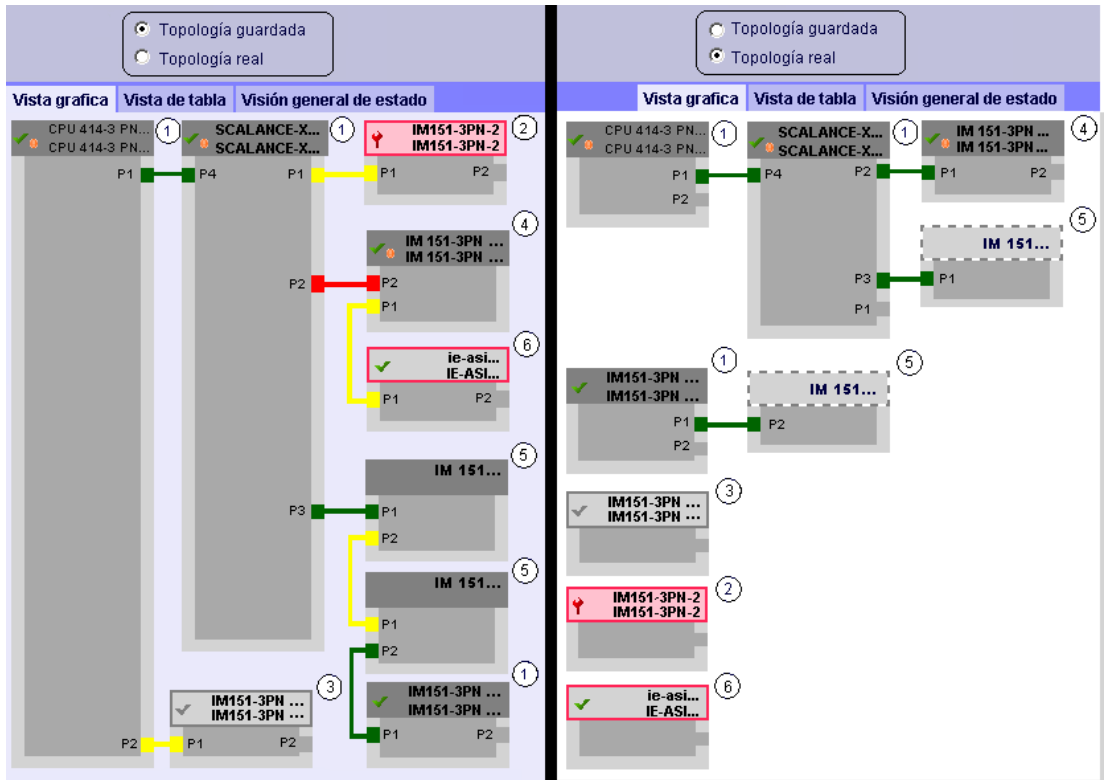 Topología guardada
Topología real
Vista grafica Vista de tabla Visión general de estado
CPU 414-3 PN...
CPU 414-3 PN...
1
SCALANCE-X...
SCALANCE-X...
1
IM151-3PN-2
IM151-3PN-2
2
P1
P4
P1
P1
P2
IM 151-3PN ...
IM 151-3PN ...
4
P2
P2
P1
ie-asi...
IE-ASI...
6
P1
P2
IM 151...
5
P3
P1
P2
IM 151...
5
P1
P2
IM151-3PN ...
IM151-3PN ...
1
P1
P2
IM151-3PN ...
IM151-3PN ...
3
P2
P1
P2
Topología guardada
Topología real
Vista grafica Vista de tabla Visión general de estado
CPU 414-3 PN...
CPU 414-3 PN...
1
SCALANCE-X...
SCALANCE-X...
1
IM 151-3PN ...
IM 151-3PN ...
4
P1
P2
P4
P2
P1
P2
IM 151...
5
P3
P1
P1
IM151-3PN ...
IM151-3PN ...
1
IM 151...
5
P1
P2
P2
IM151-3PN ...
IM151-3PN ...
3
IM151-3PN-2
IM151-3PN-2
2
ie-asi...
IE-ASI...
6